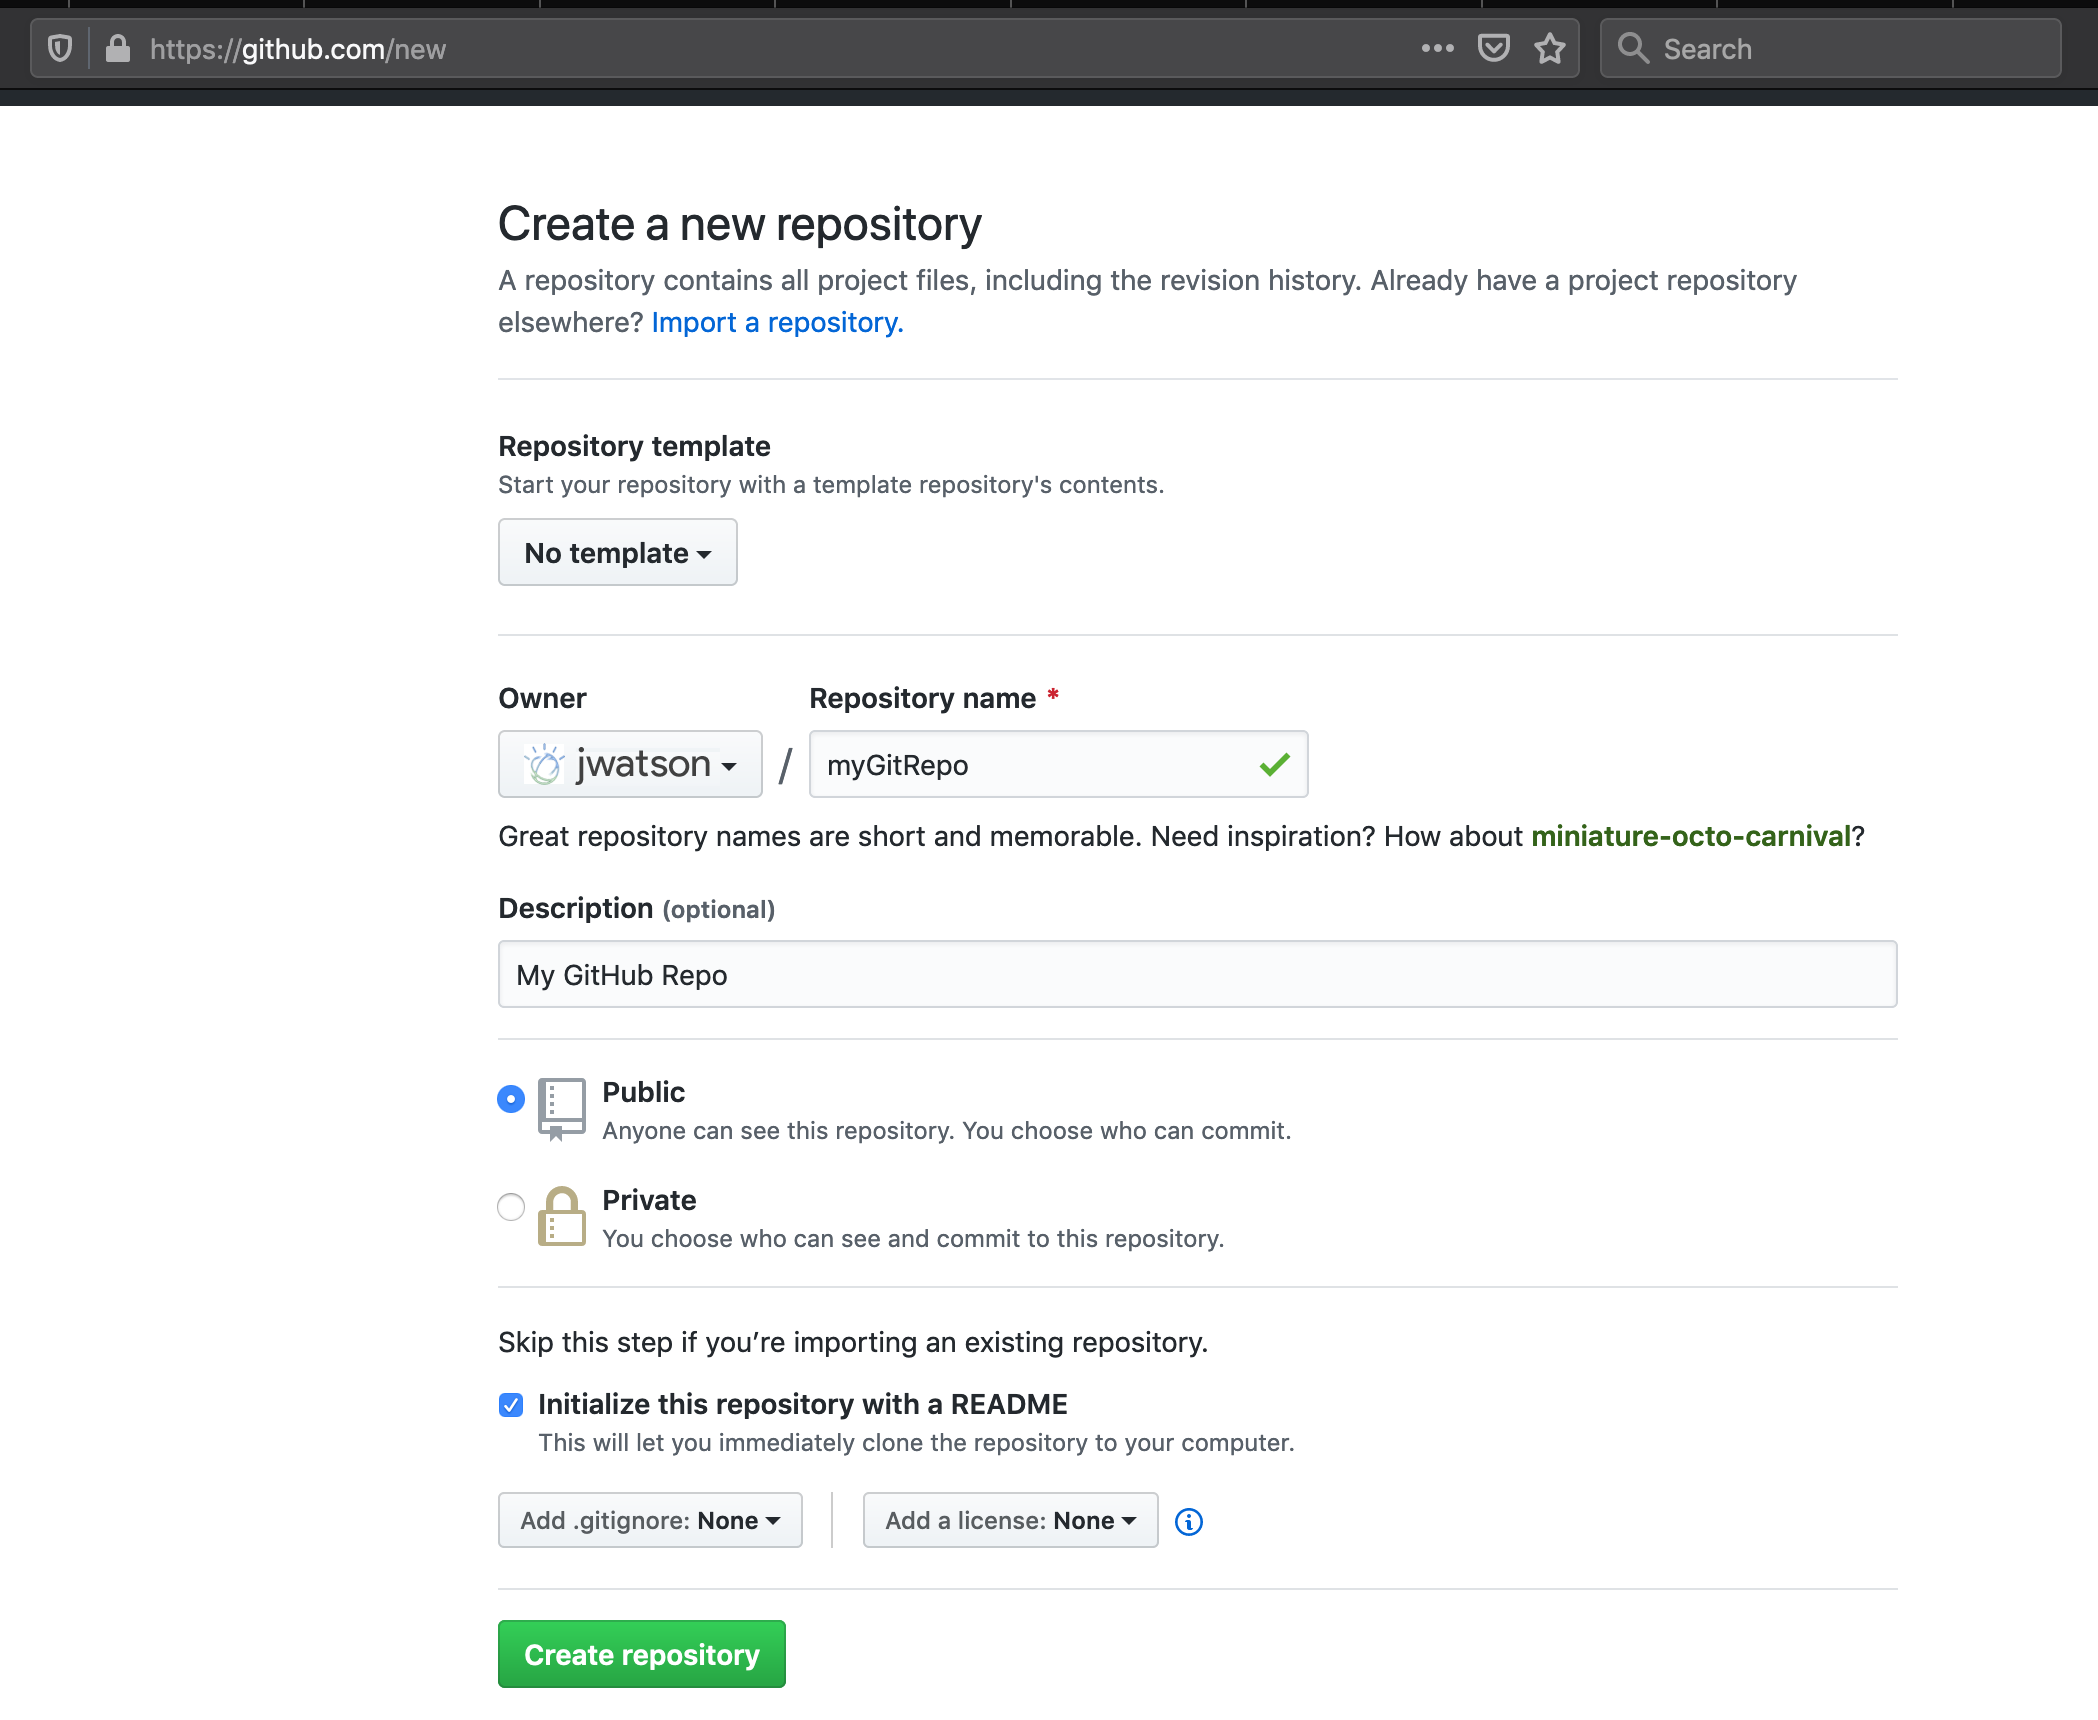 https://github.com/new
Search
Create a new repository
A repository contains all project files, including the revision history. Already have a project repository
elsewhere? Import a repository.
Repository template
Start your repository with a template repository's contents.
No template
Owner
Repository name *
jwatson / myGitRepo
Great repository names are short and memorable. Need inspiration? How about miniature-octo-carnival?
Description (optional)
My GitHub Repo
Public
Anyone can see this repository. You choose who can commit.
Private
You choose who can see and commit to this repository.
Skip this step if you’re importing an existing repository.
Initialize this repository with a README
This will let you immediately clone the repository to your computer.
Add .gitignore: None
Add a license: None
Create repository